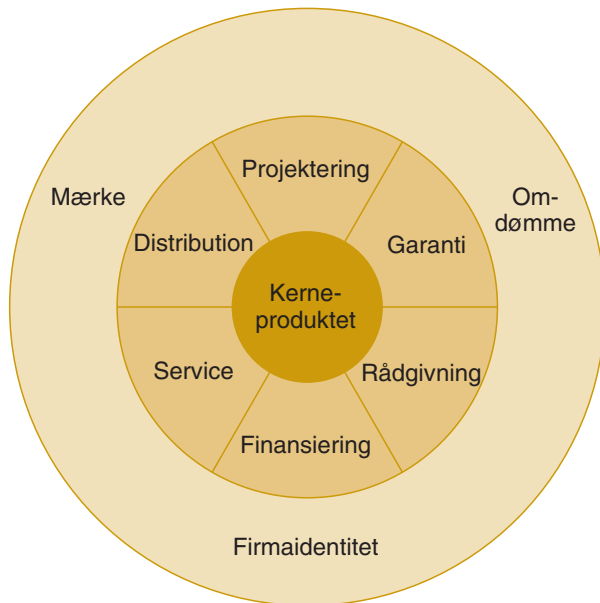 Projektering
Mærke
Om-
dømme
Distribution
Garanti
Kerne-
produktet
Service
Rådgivning
Finansiering
Firmaidentitet